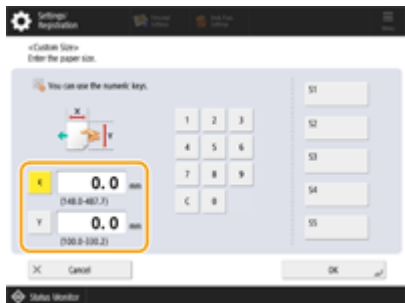 Settings/
Registration
<Custom Size>
Enter the paper size.
You can use the numeric keys.
X
Y
1 2 3
4 5 6
7 8 9
C 0
X 0.0 mm
(148.0-487.7)
Y 0.0 mm
(100.0-330.2)
S1
S2
S3
S4
S5
Cancel
OK
Status Monitor